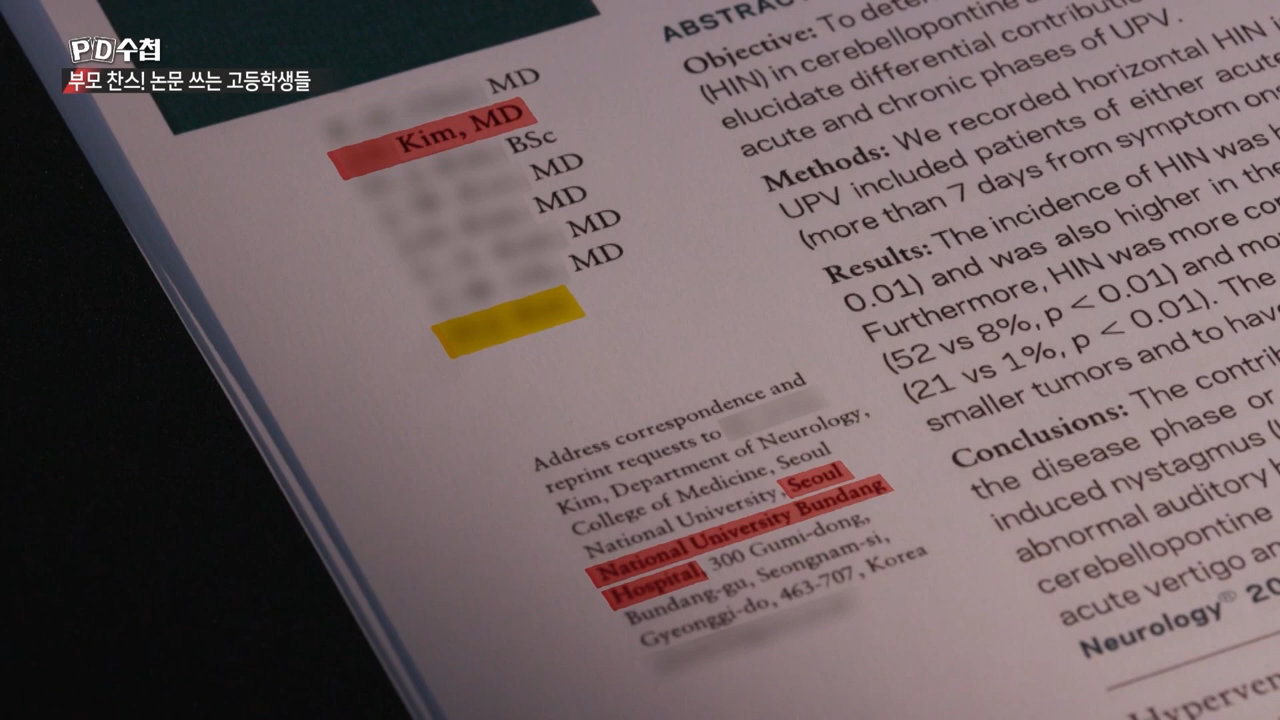 PD수첩
부모 찬스! 논문 쓰는 고등학생들
MD
Kim, MD
BSc
MD
MD
MD
MD
Address correspondence and
reprint requests to
Kim, Department of Neurology,
College of Medicine, Seoul
National University, Seoul
National University Bundang
Hospital, 300 Gumi-dong,
Bundang-gu, Seongnam-si,
Gyeonggi-do, 463-707, Korea
ABSTRAC
Objective: To dete
(HIN) in cerebellopontine
elucidate differential contributi
acute and chronic phases of UPV.
Methods: We recorded horizontal HIN
UPV included patients of either acute
(more than 7 days from symptom ons
Results: The incidence of HIN was h
0.01) and was also higher in the
Furthermore, HIN was more co
(52 vs 8%, p < 0.01) and mo
(21 vs 1%, p < 0.01). The
smaller tumors and to have
Conclusions: The contrib
the disease phase or
induced nystagmus (
abnormal auditory
cerebellopontine
acute vertigo an
Neurology® 20
Hyperven